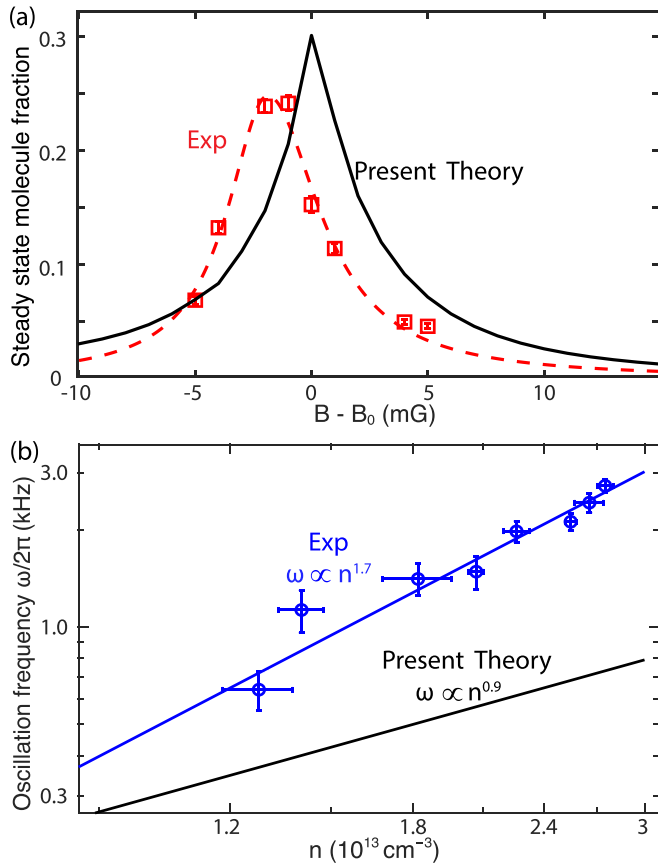 (a)
Steady state molecule fraction
0.3
0.2
0.1
0
Exp
Present Theory
-10
-5
0
5
10
B - B₀ (mG)
(b)
Oscillation frequency ω/2π (kHz)
3.0
1.0
0.3
Exp
ω ∝ n^1.7
Present Theory
ω ∝ n^0.9
1.2
1.8
2.4
3
n (10^13 cm^-3)